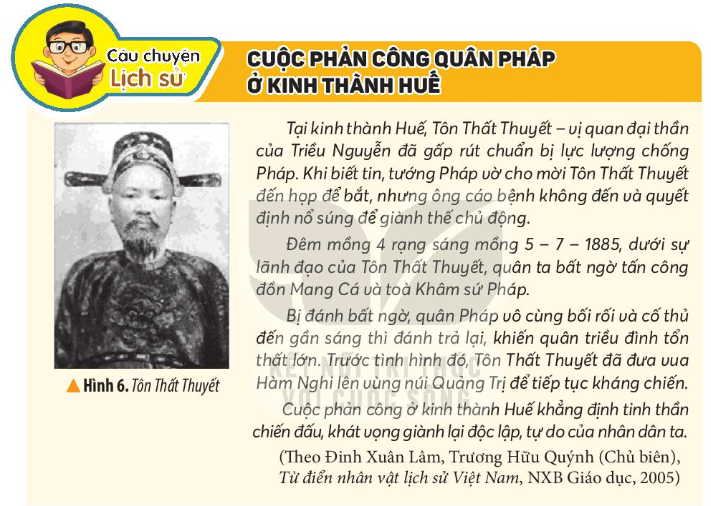 Câu chuyện
Lịch sử
CUỘC PHẢN CÔNG QUÂN PHÁP
Ở KINH THÀNH HUẾ
Tại kinh thành Huế, Tôn Thất Thuyết – vị quan đại thần
của Triều Nguyễn đã gấp rút chuẩn bị lực lượng chống
Pháp. Khi biết tin, tướng Pháp vờ cho mời Tôn Thất Thuyết
đến họp để bắt, nhưng ông cáo bệnh không đến và quyết
định nổ súng để giành thế chủ động.
Đêm mồng 4 rạng sáng mồng 5 – 7 – 1885, dưới sự
lãnh đạo của Tôn Thất Thuyết, quân ta bất ngờ tấn công
đồn Mang Cá và toà Khâm sứ Pháp.
Bị đánh bất ngờ, quân Pháp vô cùng bối rối và cố thủ
đến gần sáng thì đánh trả lại, khiến quân triều đình tổn
thất lớn. Trước tình hình đó, Tôn Thất Thuyết đã đưa vua
Hàm Nghi lên vùng núi Quảng Trị để tiếp tục kháng chiến.
Cuộc phản công ở kinh thành Huế khẳng định tinh thần
chiến đấu, khát vọng giành lại độc lập, tự do của nhân dân ta.
(Theo Đinh Xuân Lâm, Trương Hữu Quýnh (Chủ biên),
Từ điển nhân vật lịch sử Việt Nam, NXB Giáo dục, 2005)
▲ Hình 6. Tôn Thất Thuyết
KẾT NỐI TRI THỨC
VỚI CUỘC SỐNG